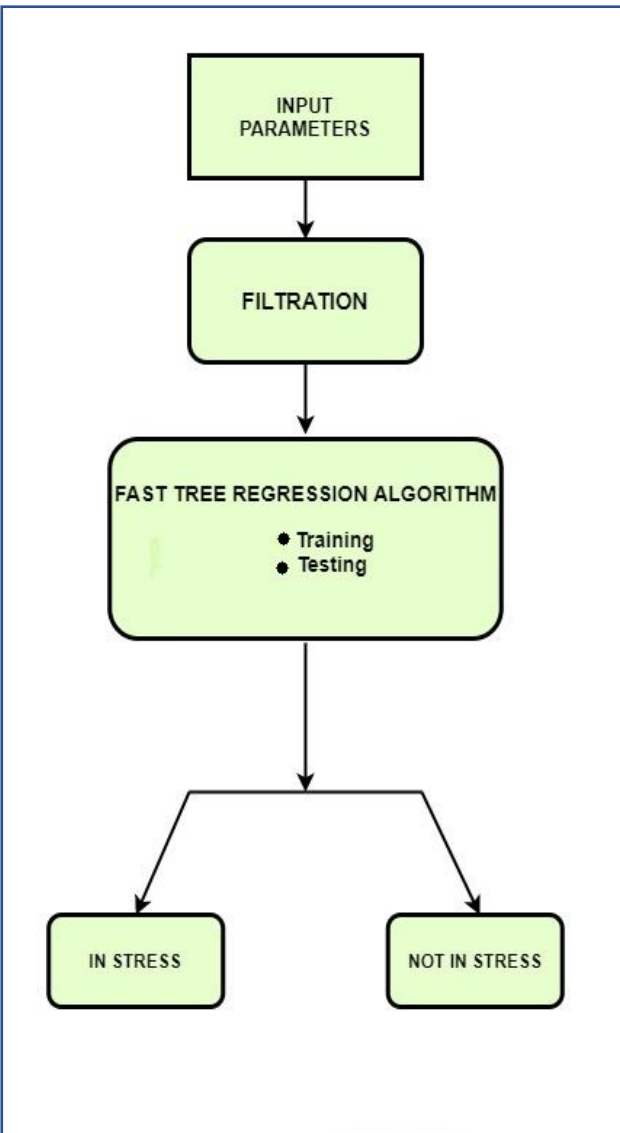 INPUT
PARAMETERS
FILTRATION
FAST TREE REGRESSION ALGORITHM
● Training
● Testing
IN STRESS
NOT IN STRESS